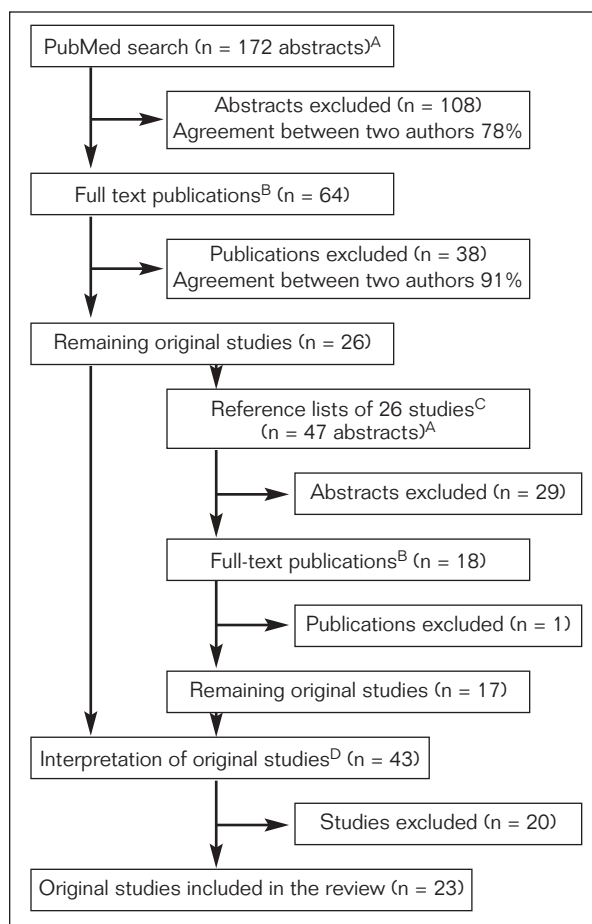 PubMed search (n = 172 abstracts)A
Abstracts excluded (n = 108)
Agreement between two authors 78%
Full text publicationsB (n = 64)
Publications excluded (n = 38)
Agreement between two authors 91%
Remaining original studies (n = 26)
Reference lists of 26 studiesC
(n = 47 abstracts)A
Abstracts excluded (n = 29)
Full-text publicationsB (n = 18)
Publications excluded (n = 1)
Remaining original studies (n = 17)
Interpretation of original studiesD (n = 43)
Studies excluded (n = 20)
Original studies included in the review (n = 23)